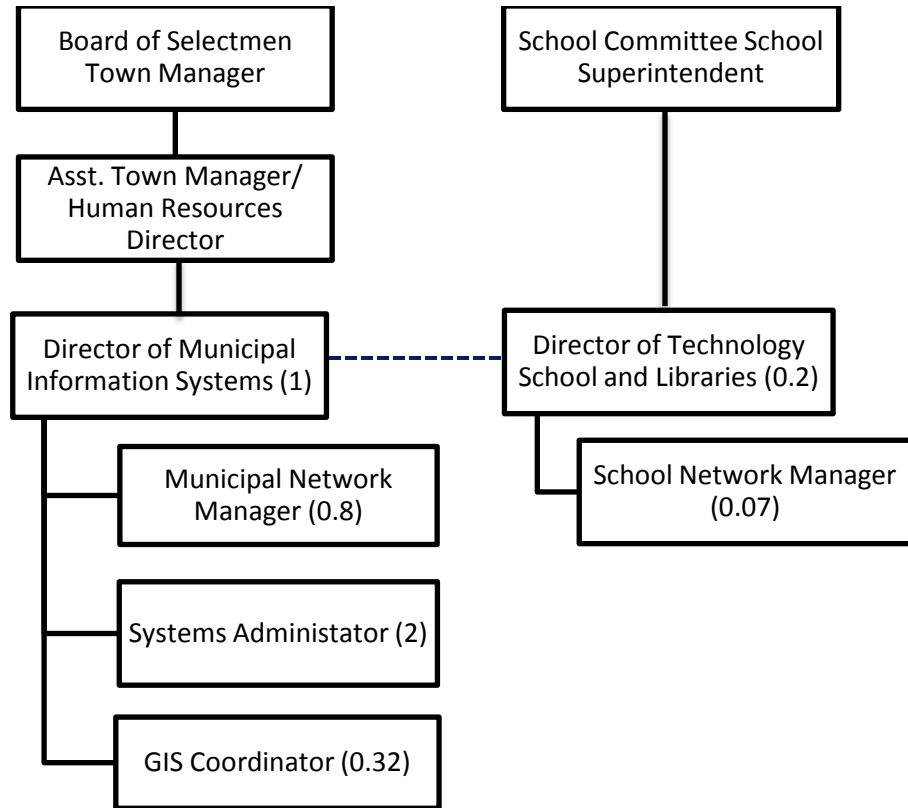 Board of Selectmen
Town Manager
School Committee School
Superintendent
Asst. Town Manager/
Human Resources
Director
Director of Municipal
Information Systems (1)
Director of Technology
School and Libraries (0.2)
Municipal Network
Manager (0.8)
School Network Manager
(0.07)
Systems Administator (2)
GIS Coordinator (0.32)